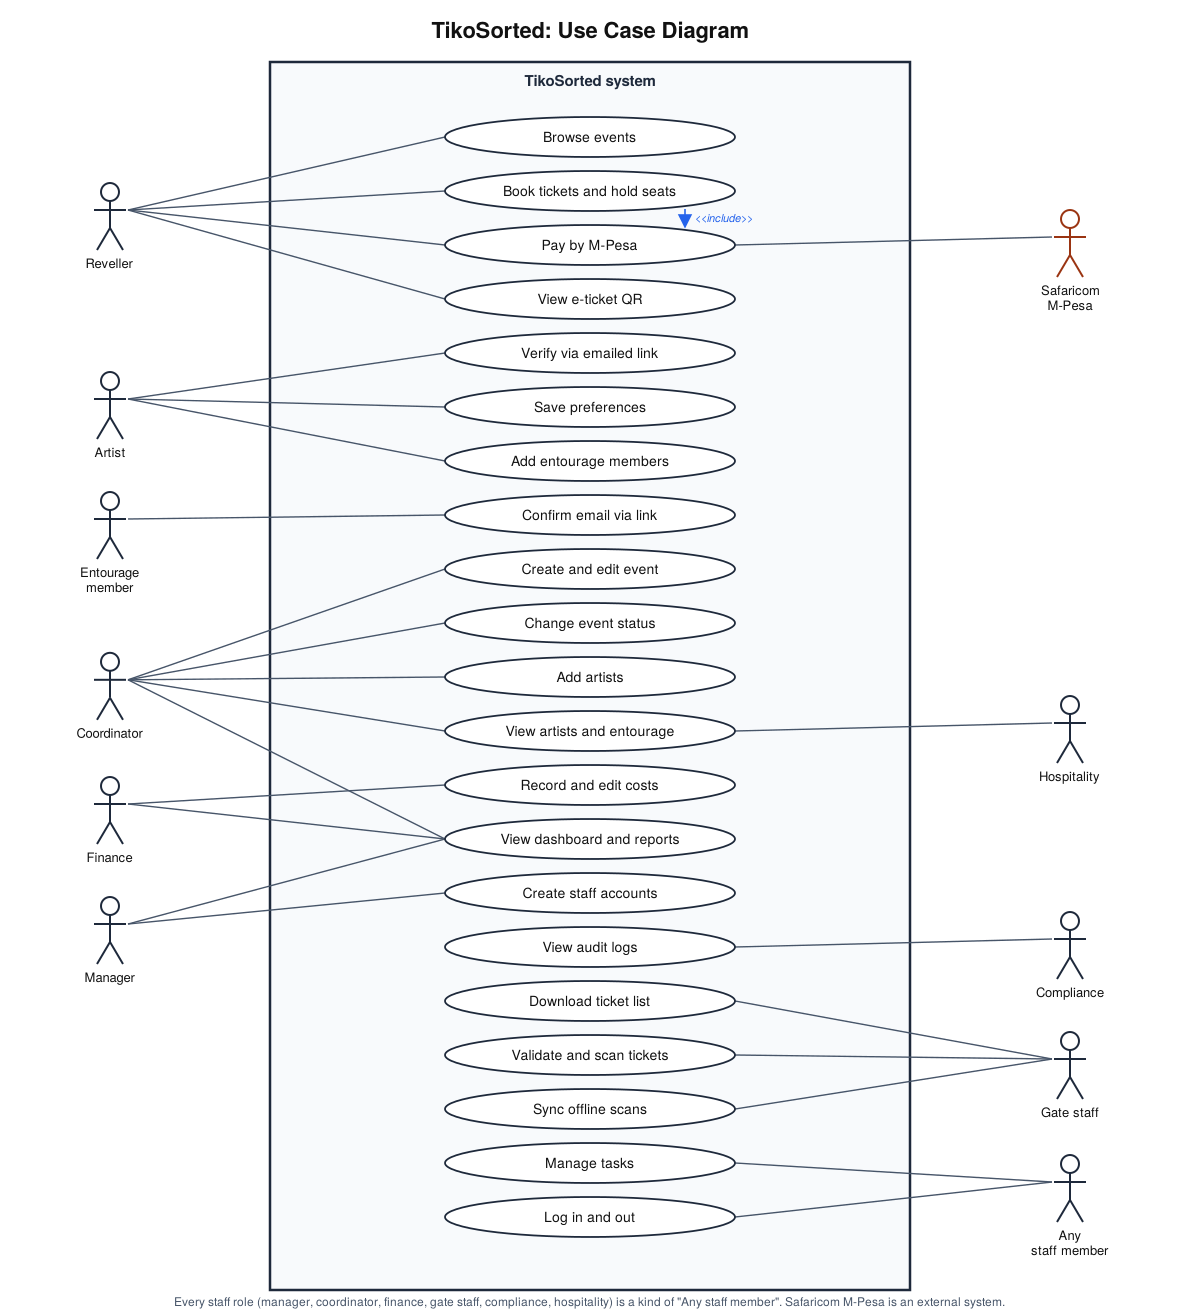 TikoSorted: Use Case Diagram
TikoSorted system
Browse events
Book tickets and hold seats
<<include>>
Pay by M-Pesa
View e-ticket QR
Verify via emailed link
Save preferences
Add entourage members
Confirm email via link
Create and edit event
Change event status
Add artists
View artists and entourage
Record and edit costs
View dashboard and reports
Create staff accounts
View audit logs
Download ticket list
Validate and scan tickets
Sync offline scans
Manage tasks
Log in and out
Reveller
Artist
Entourage
member
Coordinator
Finance
Manager
Safaricom
M-Pesa
Hospitality
Compliance
Gate staff
Any
staff member
Every staff role (manager, coordinator, finance, gate staff, compliance, hospitality) is a kind of "Any staff member". Safaricom M-Pesa is an external system.